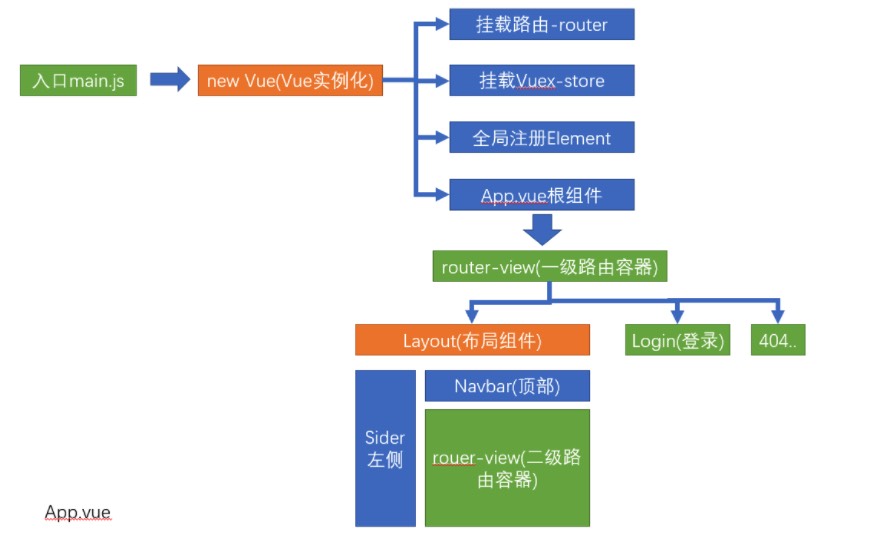 挂载路由-router
入口main.js
new Vue(Vue实例化)
挂载Vuex-store
全局注册Element
App.vue根组件
router-view(一级路由容器)
Layout(布局组件)
Login(登录)
404..
Navbar(顶部)
Sider
左侧
rouer-view(二级路
由容器)
App.vue